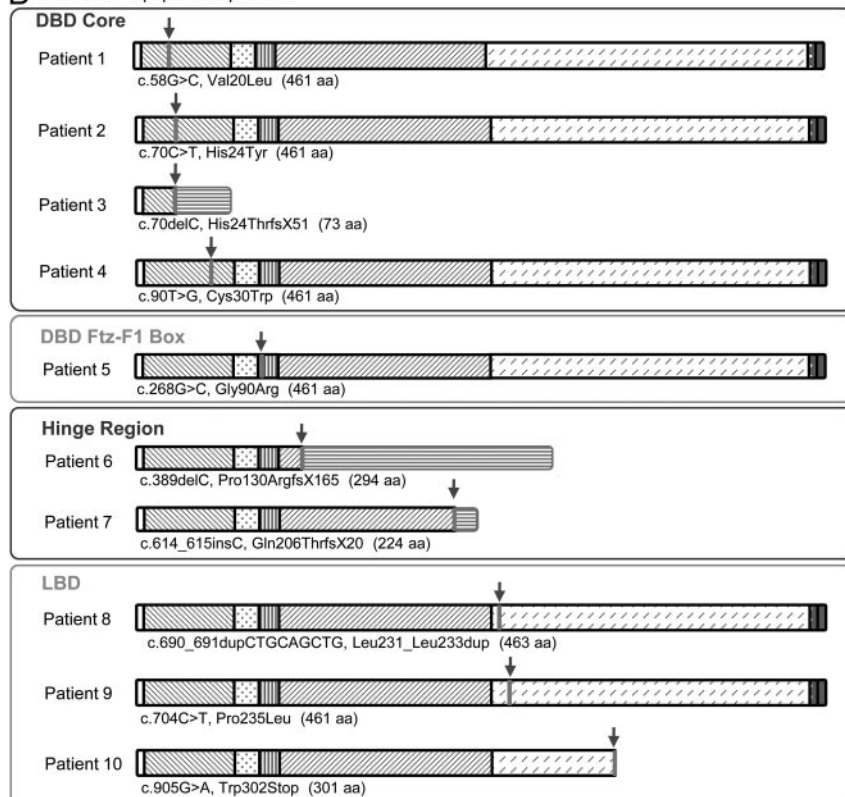 DBD Core
Patient 1
c.58G>C, Val20Leu (461 aa)
Patient 2
c.70C>T, His24Tyr (461 aa)
Patient 3
c.70delC, His24ThrfsX51 (73 aa)
Patient 4
c.90T>G, Cys30Trp (461 aa)
DBD Ftz-F1 Box
Patient 5
c.268G>C, Gly90Arg (461 aa)
Hinge Region
Patient 6
c.389delC, Pro130ArgfsX165 (294 aa)
Patient 7
c.614_615insC, Gln206ThrfsX20 (224 aa)
LBD
Patient 8
c.690_691dupCTGCAGCTG, Leu231_Leu233dup (463 aa)
Patient 9
c.704C>T, Pro235Leu (461 aa)
Patient 10
c.905G>A, Trp302Stop (301 aa)